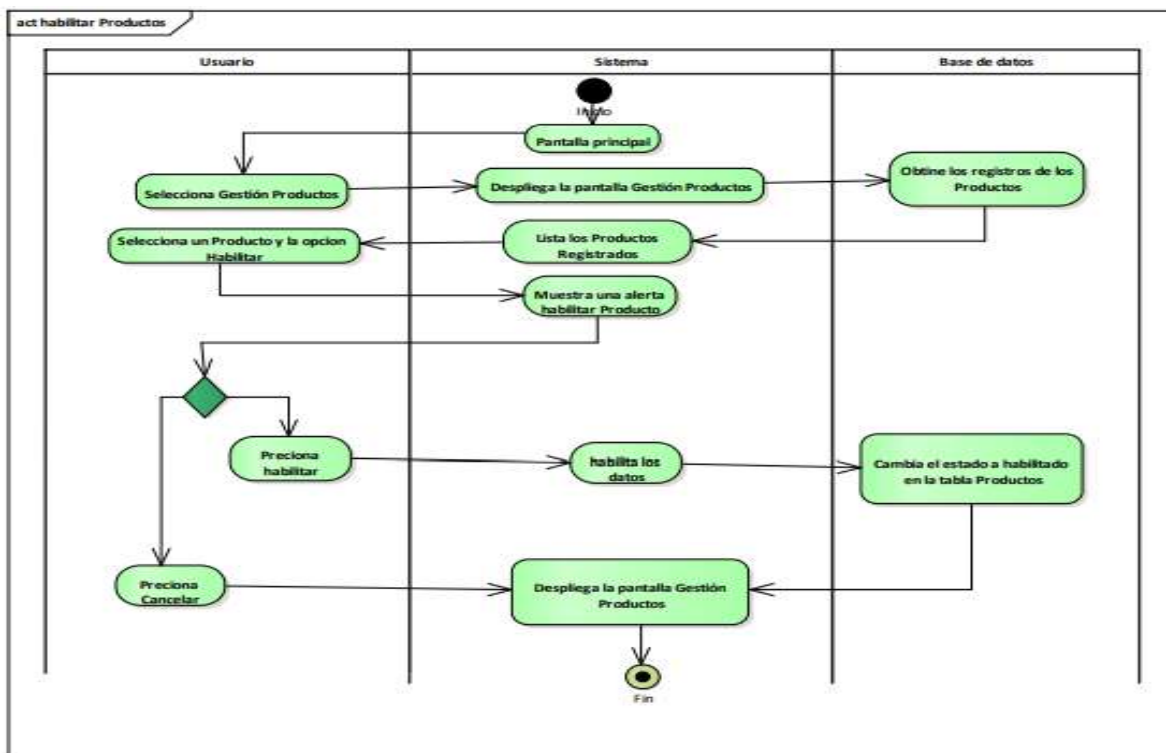 act habilitar Productos
Usuario
Sistema
Base de datos
Inicio
Pantalla principal
Selecciona Gestión Productos
Despliega la pantalla Gestión Productos
Obtine los registros de los
Productos
Selecciona un Producto y la opcion
Habilitar
Lista los Productos
Registrados
Muestra una alerta
habilitar Producto
Preciona
habilitar
habilita los
datos
Cambia el estado a habilitado
en la tabla Productos
Preciona
Cancelar
Despliega la pantalla Gestión
Productos
Fin